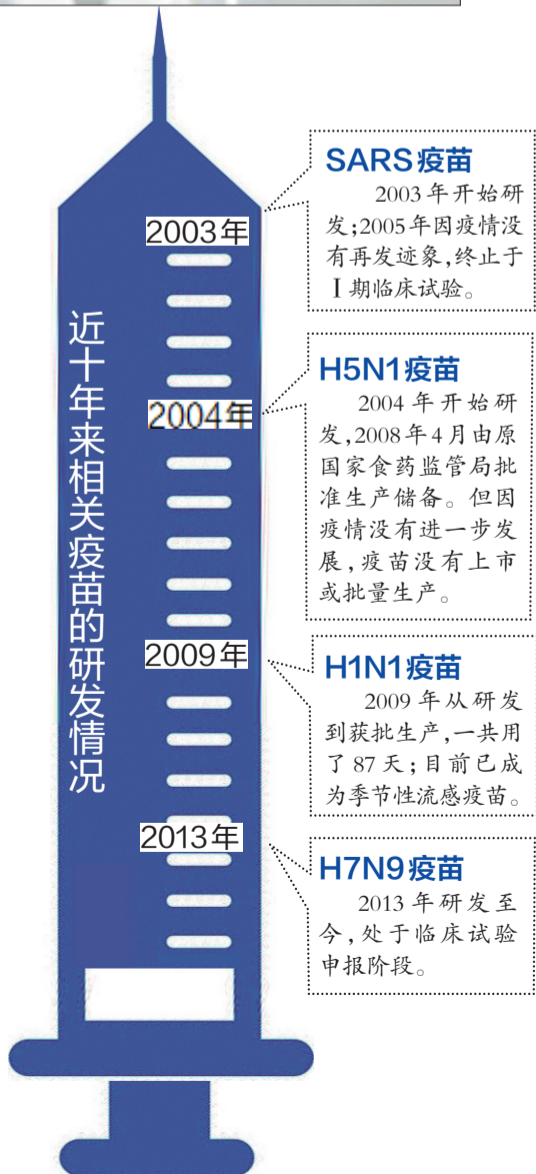 近十年来相关疫苗的研发情况
2003年
SARS疫苗
2003年开始研
发;2005年因疫情没
有再发迹象,终止于
Ⅰ期临床试验。
2004年
H5N1疫苗
2004年开始研
发,2008年4月由原
国家食药监管局批
准生产储备。但因
疫情没有进一步发
展,疫苗没有上市
或批量生产。
2009年
H1N1疫苗
2009年从研发
到获批生产,一共用
了87天;目前已成
为季节性流感疫苗。
2013年
H7N9疫苗
2013年研发至
今,处于临床试验
申报阶段。